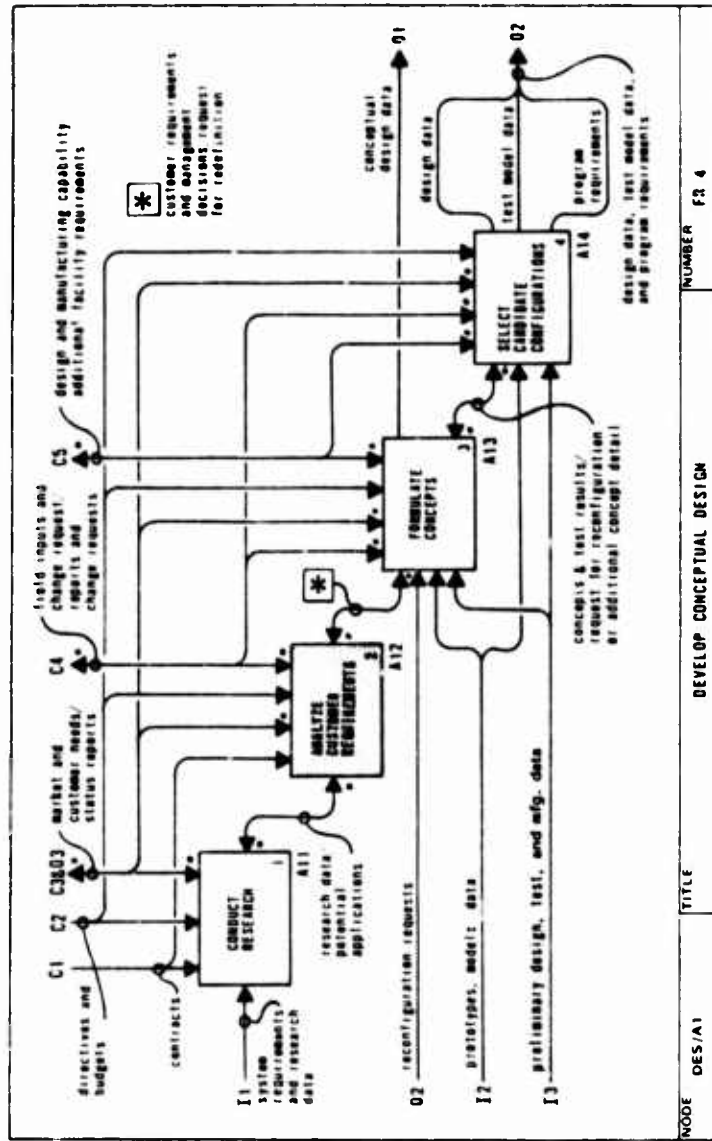 C1
C2
C3&O3
C4
C5
directives and
budgets
contracts
market and
customer needs/
status reports
field inputs and
change request/
reports and
change requests
design and manufacturing capability
additional facility requirements
*
customer requirements
and management
decisions request
for redefinition
I1
system
requirements
and research
data
CONDUCT
RESEARCH
1
A11
research data
potential
applications
ANALYZE
CUSTOMER
REQUIREMENTS
2
A12
*
FORMULATE
CONCEPTS
3
A13
concepts & test results/
request for reconfiguration
or additional concept detail
SELECT
CANDIDATE
CONFIGURATIONS
4
A14
conceptual
design data
O1
design data
test model data
program
requirements
O2
design data, test model data,
and program requirements
O2
reconfiguration requests
I2
prototypes, models data
I3
preliminary design, test, and mfg. data
NODE DES/A1
TITLE DEVELOP CONCEPTUAL DESIGN
NUMBER FR 4